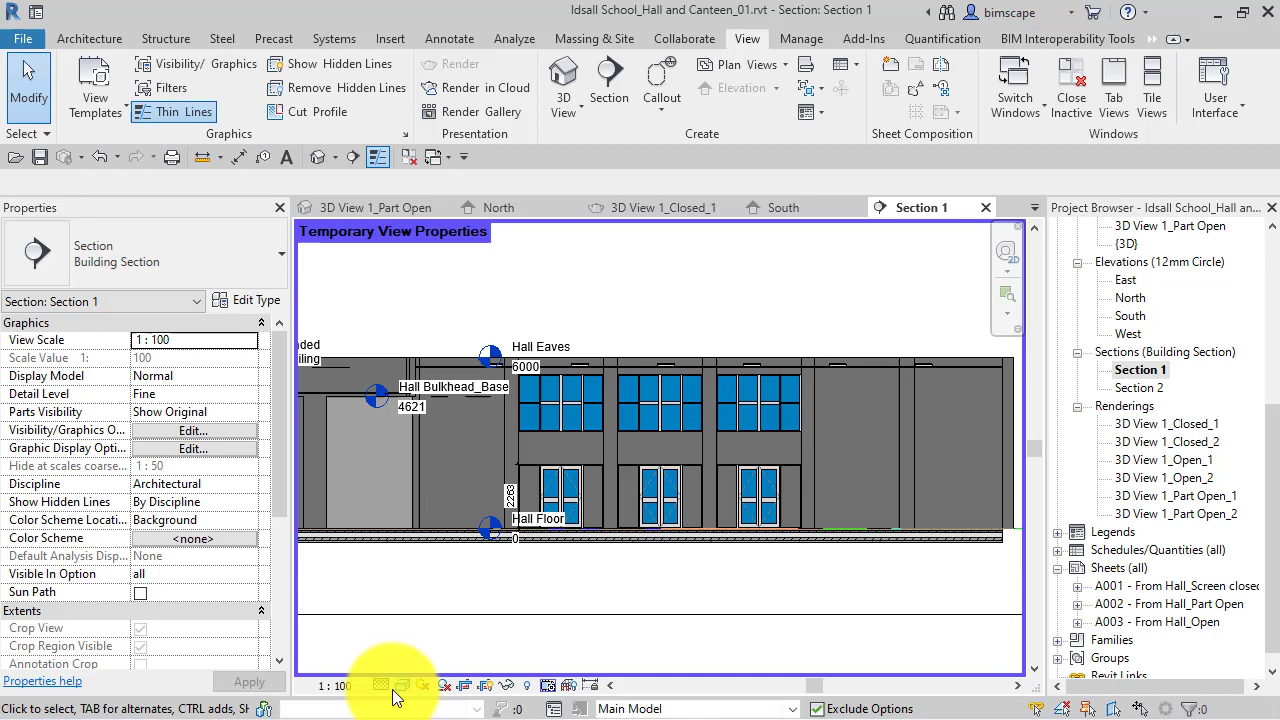 Idsall School_Hall and Canteen_01.rvt - Section: Section 1
bimscape
File Architecture Structure Steel Precast Systems Insert Annotate Analyze Massing & Site Collaborate View Manage Add-Ins Quantification BIM Interoperability Tools
Modify
Select
View Templates
Visibility/ Graphics
Filters
Thin Lines
Show Hidden Lines
Remove Hidden Lines
Cut Profile
Graphics
Render
Render in Cloud
Render Gallery
Presentation
3D View
Section
Callout
Plan Views
Elevation
Create
Sheet Composition
Switch Windows
Close Inactive
Tab Views
Tile Views
Windows
User Interface
Properties
3D View 1_Part Open
North
3D View 1_Closed_1
South
Section 1
Project Browser - Idsall School_Hall an...
Section
Building Section
Section: Section 1
Edit Type
Graphics
View Scale 1 : 100
Scale Value 1: 100
Display Model Normal
Detail Level Fine
Parts Visibility Show Original
Visibility/Graphics O... Edit...
Graphic Display Opti... Edit...
Hide at scales coarse... 1 : 50
Discipline Architectural
Show Hidden Lines By Discipline
Color Scheme Locati... Background
Color Scheme <none>
Default Analysis Disp... None
Visible In Option all
Sun Path
Extents
Crop View
Crop Region Visible
Annotation Crop
Properties help
Apply
Temporary View Properties
2D
nded
iling
Hall Eaves
6000
Hall Bulkhead_Base
4621
2263
Hall Floor
0
3D View 1_Part Open
{3D}
Elevations (12mm Circle)
East
North
South
West
Sections (Building Section)
Section 1
Section 2
Renderings
3D View 1_Closed_1
3D View 1_Closed_2
3D View 1_Open_1
3D View 1_Open_2
3D View 1_Part Open_1
3D View 1_Part Open_2
Legends
Schedules/Quantities (all)
Sheets (all)
A001 - From Hall_Screen closed
A002 - From Hall_Part Open
A003 - From Hall_Open
Families
Groups
Revit Links
1 : 100
Click to select, TAB for alternates, CTRL adds, SH
:0
Main Model
Exclude Options
:0